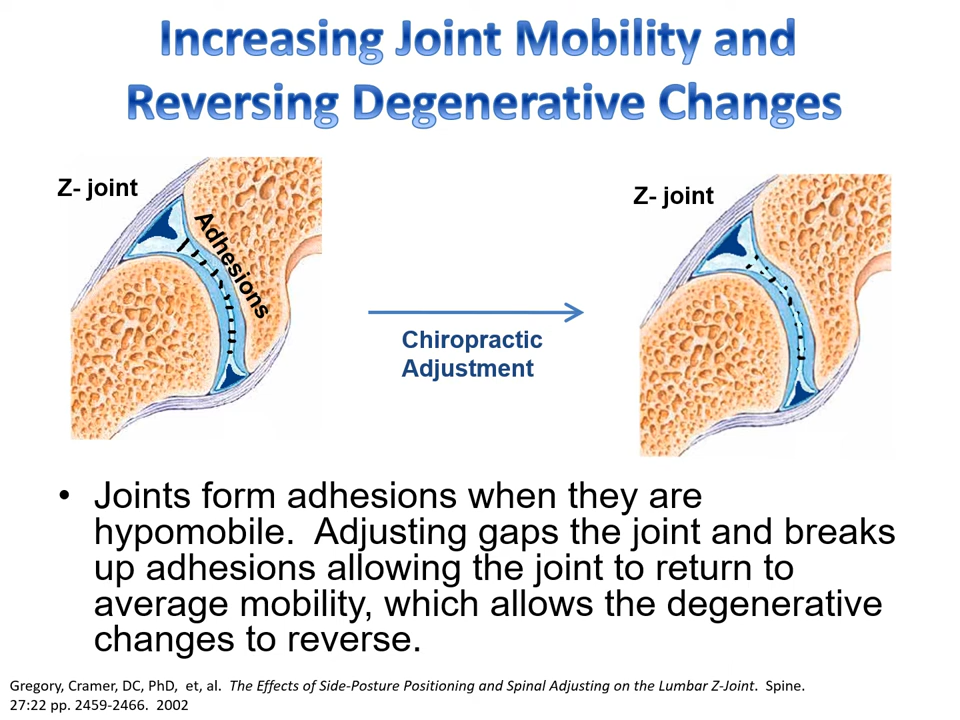 Increasing Joint Mobility and
Reversing Degenerative Changes
Z- joint
Adhesions
Chiropractic
Adjustment
Z- joint
• Joints form adhesions when they are
hypomobile.  Adjusting gaps the joint and breaks
up adhesions allowing the joint to return to
average mobility, which allows the degenerative
changes to reverse.
Gregory, Cramer, DC, PhD,  et, al.  The Effects of Side-Posture Positioning and Spinal Adjusting on the Lumbar Z-Joint.  Spine.
27:22 pp. 2459-2466.  2002